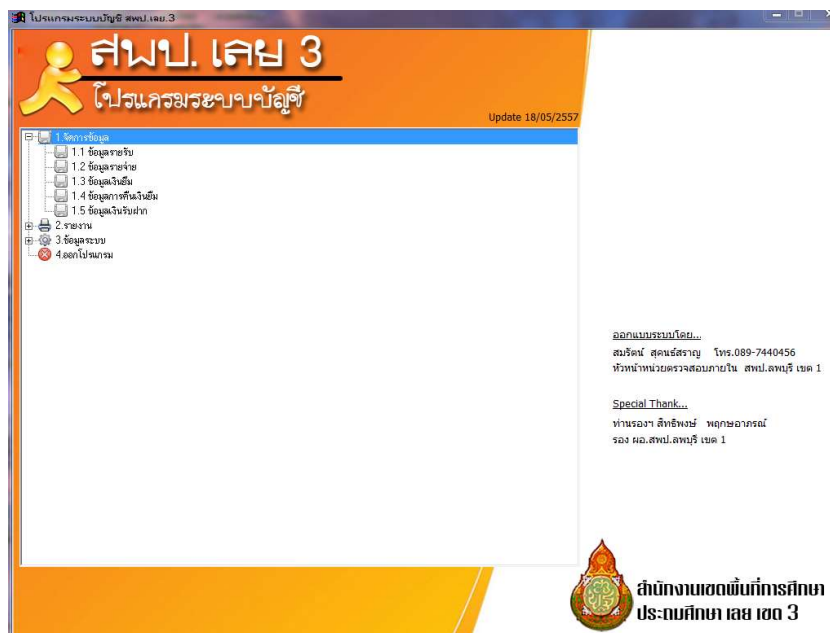 โปรแกรมระบบบัญชี สพป.เลย.3
สพป. เลย 3
โปรแกรมระบบบัญชี
Update 18/05/2557
1.จัดการข้อมูล
1.1 ข้อมูลรายรับ
1.2 ข้อมูลรายจ่าย
1.3 ข้อมูลเงินยืม
1.4 ข้อมูลการคืนเงินยืม
1.5 ข้อมูลเงินรับฝาก
2.รายงาน
3.ข้อมูลระบบ
4.ออกโปรแกรม
ออกแบบระบบโดย...
สมรัตน์ สุคนธ์สราญ โทร.089-7440456
หัวหน้าหน่วยตรวจสอบภายใน สพป.ลพบุรี เขต 1
Special Thank...
ท่านรองฯ สิทธิพงษ์ พฤกษอาภรณ์
รอง ผอ.สพป.ลพบุรี เขต 1
สำนักงานเขตพื้นที่การศึกษา
ประถมศึกษา เลย เขต 3